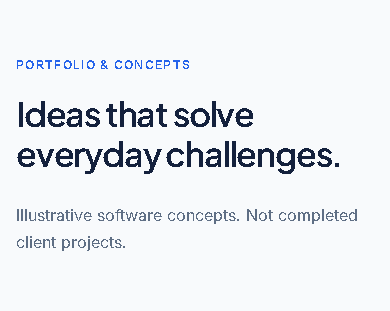 PORTFOLIO & CONCEPTS
Ideas that solve
everyday challenges.
Illustrative software concepts. Not completed
client projects.